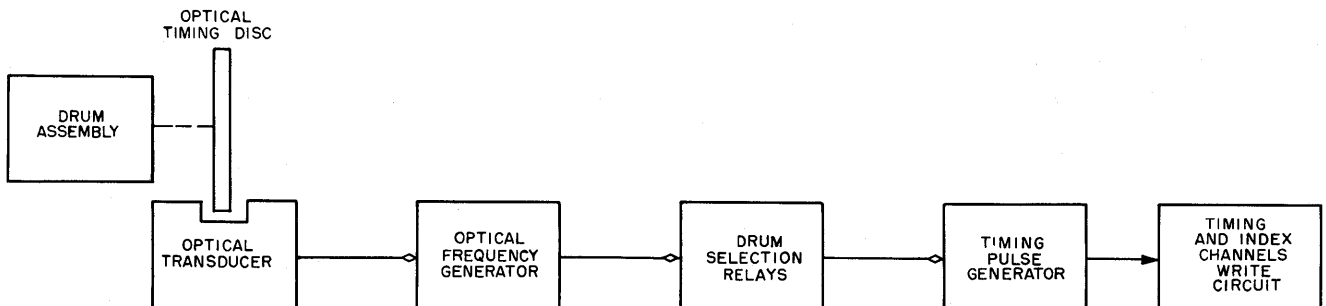 OPTICAL
TIMING DISC
DRUM
ASSEMBLY
OPTICAL
TRANSDUCER
OPTICAL
FREQUENCY
GENERATOR
DRUM
SELECTION
RELAYS
TIMING
PULSE
GENERATOR
TIMING
AND INDEX
CHANNELS
WRITE
CIRCUIT